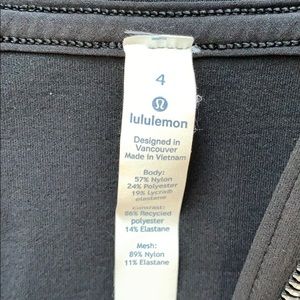 4
lululemon
Designed in
Vancouver
Made In Vietnam
Body:
57% Nylon
24% Polyester
19% Lycra®
elastane
Contrast:
86% Recycled
polyester
14% Elastane
Mesh:
89% Nylon
11% Elastane